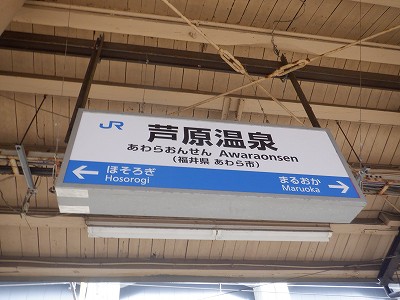 JR 芦原温泉
あわらおんせん Awaraonsen
(福井県 あわら市)
← ほそろぎ まるおか →
Hosorogi Maruoka